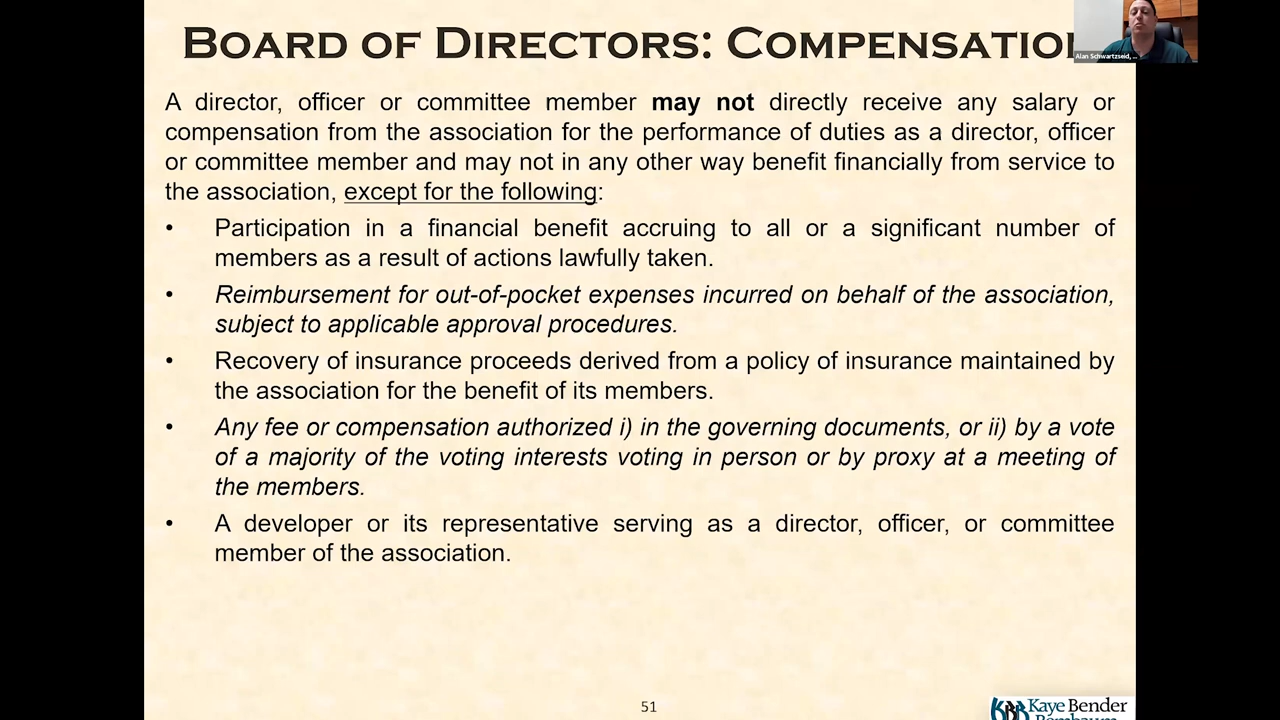 BOARD OF DIRECTORS: COMPENSATIO
Alan Schwartzseid, ...
A director, officer or committee member may not directly receive any salary or
compensation from the association for the performance of duties as a director, officer
or committee member and may not in any other way benefit financially from service to
the association, except for the following:
• Participation in a financial benefit accruing to all or a significant number of
members as a result of actions lawfully taken.
• Reimbursement for out-of-pocket expenses incurred on behalf of the association,
subject to applicable approval procedures.
• Recovery of insurance proceeds derived from a policy of insurance maintained by
the association for the benefit of its members.
• Any fee or compensation authorized i) in the governing documents, or ii) by a vote
of a majority of the voting interests voting in person or by proxy at a meeting of
the members.
• A developer or its representative serving as a director, officer, or committee
member of the association.
51
KBR Kaye Bender